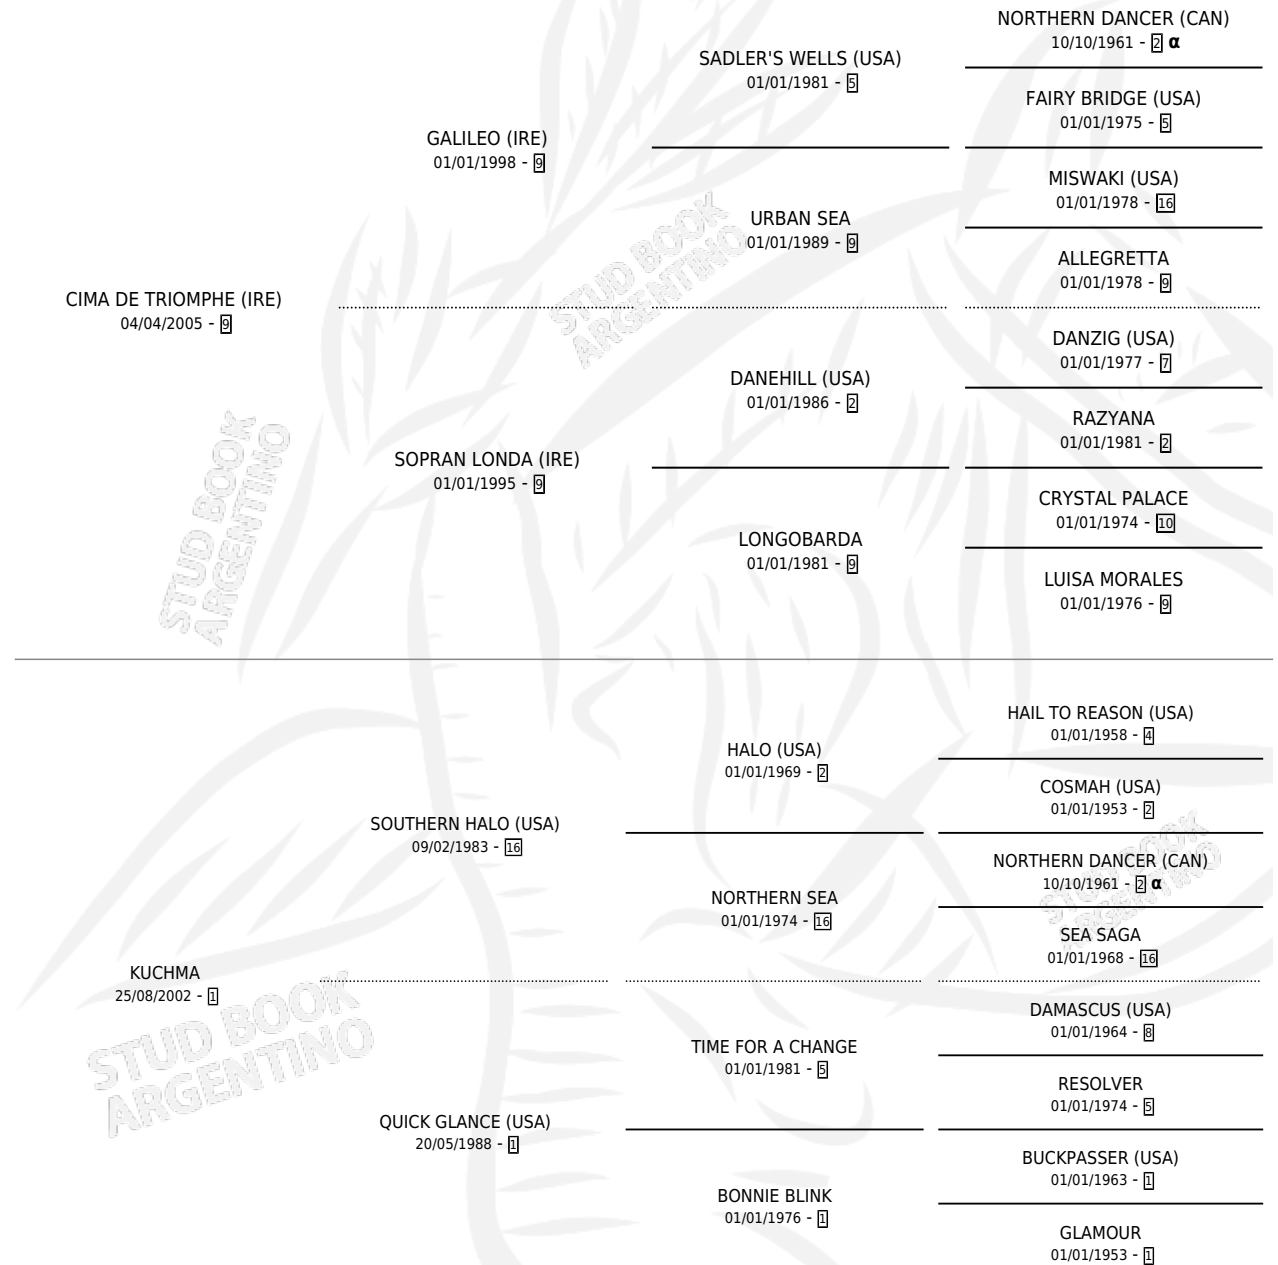 NORTHERN DANCER (CAN)
10/10/1961 - 2 α
SADLER'S WELLS (USA)
01/01/1981 - 5
FAIRY BRIDGE (USA)
01/01/1975 - 5
GALILEO (IRE)
01/01/1998 - 9
MISWAKI (USA)
01/01/1978 - 16
URBAN SEA
01/01/1989 - 9
ALLEGRETTA
01/01/1978 - 9
CIMA DE TRIOMPHE (IRE)
04/04/2005 - 9
DANZIG (USA)
01/01/1977 - 7
DANEHILL (USA)
01/01/1986 - 2
RAZYANA
01/01/1981 - 2
SOPRAN LONDA (IRE)
01/01/1995 - 9
CRYSTAL PALACE
01/01/1974 - 10
LONGOBARDA
01/01/1981 - 9
LUISA MORALES
01/01/1976 - 9
HAIL TO REASON (USA)
01/01/1958 - 4
HALO (USA)
01/01/1969 - 2
COSMAH (USA)
01/01/1953 - 2
SOUTHERN HALO (USA)
09/02/1983 - 16
NORTHERN DANCER (CAN)
10/10/1961 - 2 α
NORTHERN SEA
01/01/1974 - 16
SEA SAGA
01/01/1968 - 16
KUCHMA
25/08/2002 - 1
DAMASCUS (USA)
01/01/1964 - 8
TIME FOR A CHANGE
01/01/1981 - 5
RESOLVER
01/01/1974 - 5
QUICK GLANCE (USA)
20/05/1988 - 1
BUCKPASSER (USA)
01/01/1963 - 1
BONNIE BLINK
01/01/1976 - 1
GLAMOUR
01/01/1953 - 1
STUD BOOK
ARGENTINO
STUD BOOK
ARGENTINO
STUD BOOK
ARGENTINO
STUD BOOK
ARGENTINO